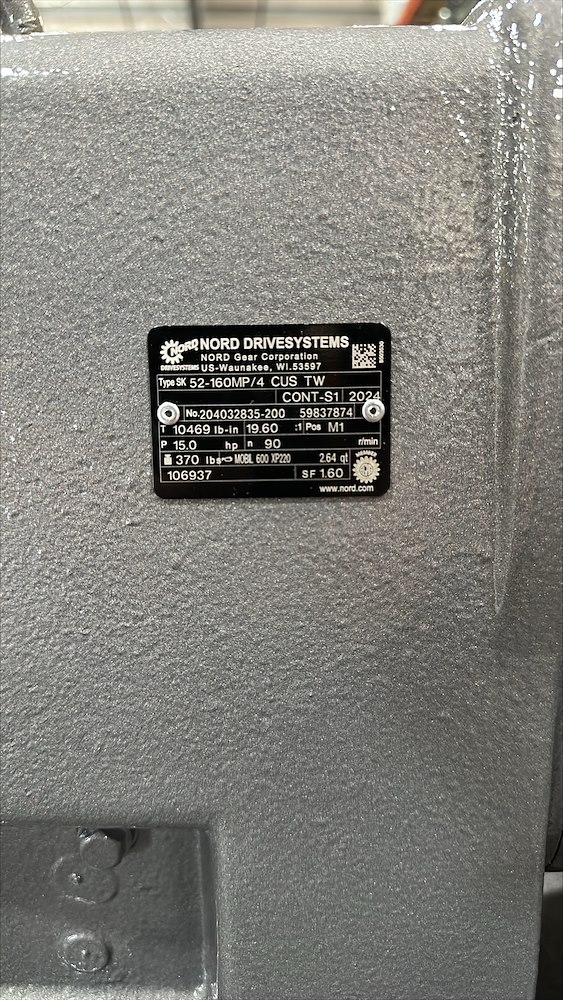 NORD NORD DRIVESYSTEMS
NORD Gear Corporation
DRIVESYSTEMS US-Waunakee, WI.53597
Type SK 52-160MP/4 CUS TW
CONT-S1 2024
No. 204032835-200 59837874
T 10469 lb-in 19.60 :1 Pos M1
P 15.0 hp n 90 r/min
370 lbs MOBIL 600 XP220 2.64 qt
106937 SF 1.60
MEMBER
www.nord.com